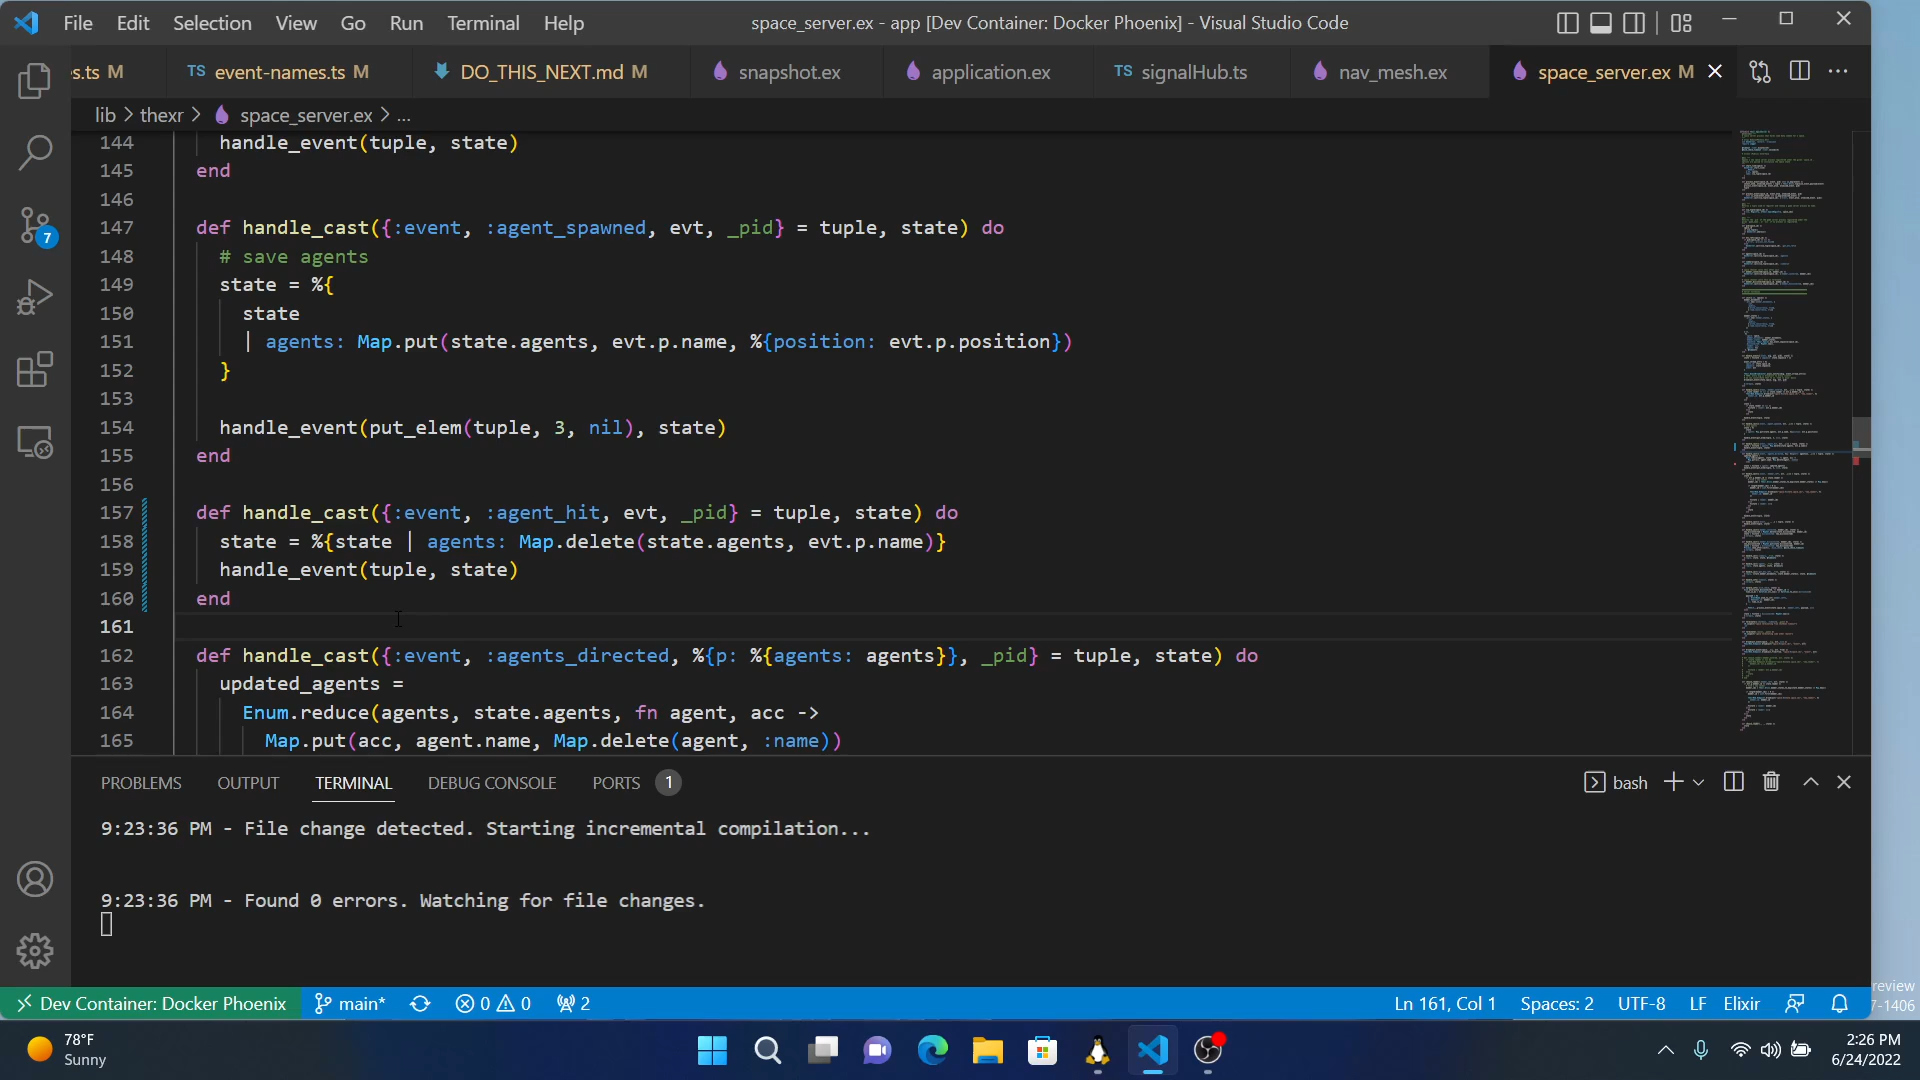 File Edit Selection View Go Run Terminal Help
space_server.ex - app [Dev Container: Docker Phoenix] - Visual Studio Code
s.ts M
TS event-names.ts M
DO_THIS_NEXT.md M
snapshot.ex
application.ex
TS signalHub.ts
nav_mesh.ex
space_server.ex M
lib > thexr > space_server.ex > ...
144 handle_event(tuple, state)
145 end
146
147 def handle_cast({:event, :agent_spawned, evt, _pid} = tuple, state) do
148 # save agents
149 state = %{
150 state
151 | agents: Map.put(state.agents, evt.p.name, %{position: evt.p.position})
152 }
153
154 handle_event(put_elem(tuple, 3, nil), state)
155 end
156
157 def handle_cast({:event, :agent_hit, evt, _pid} = tuple, state) do
158 state = %{state | agents: Map.delete(state.agents, evt.p.name)}
159 handle_event(tuple, state)
160 end
161
162 def handle_cast({:event, :agents_directed, %{p: %{agents: agents}}, _pid} = tuple, state) do
163 updated_agents =
164 Enum.reduce(agents, state.agents, fn agent, acc ->
165 Map.put(acc, agent.name, Map.delete(agent, :name))
7
PROBLEMS OUTPUT TERMINAL DEBUG CONSOLE PORTS 1
bash
9:23:36 PM - File change detected. Starting incremental compilation...
9:23:36 PM - Found 0 errors. Watching for file changes.
Dev Container: Docker Phoenix main* 0 0 2
Ln 161, Col 1 Spaces: 2 UTF-8 LF Elixir
review
7-1406
78°F
Sunny
2:26 PM
6/24/2022